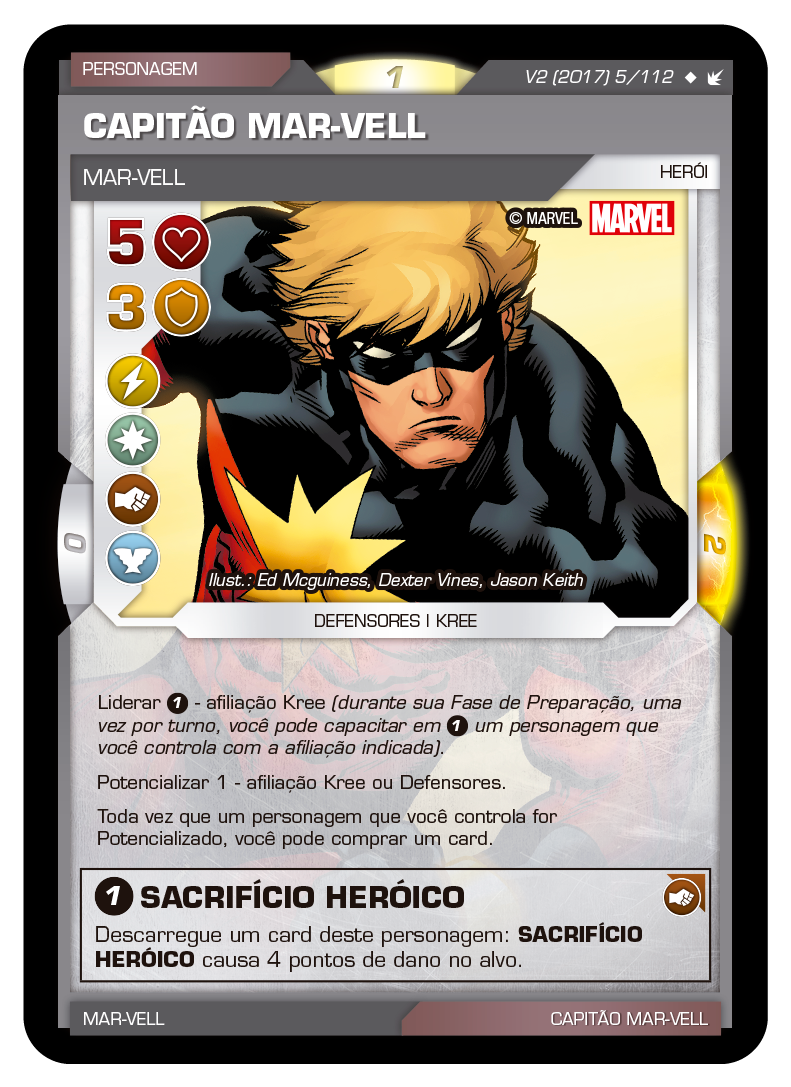 PERSONAGEM
1
V2 (2017) 5/112
CAPITÃO MAR-VELL
MAR-VELL
HERÓI
© MARVEL
MARVEL
5
3
0
2
Ilust.: Ed Mcguiness, Dexter Vines, Jason Keith
DEFENSORES | KREE
Liderar 1 - afiliação Kree (durante sua Fase de Preparação, uma
vez por turno, você pode capacitar em 1 um personagem que
você controla com a afiliação indicada).
Potencializar 1 - afiliação Kree ou Defensores.
Toda vez que um personagem que você controla for
Potencializado, você pode comprar um card.
1 SACRIFÍCIO HERÓICO
Descarregue um card deste personagem: SACRIFÍCIO
HERÓICO causa 4 pontos de dano no alvo.
MAR-VELL
CAPITÃO MAR-VELL